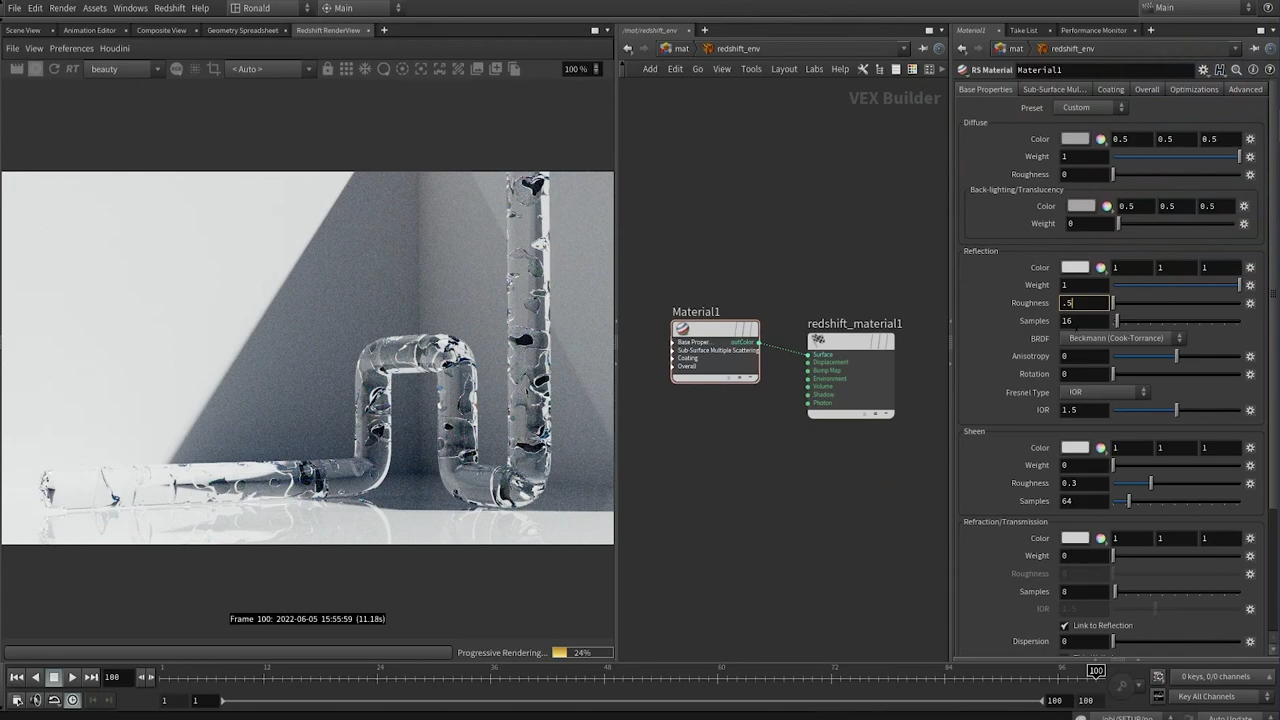 File Edit Render Assets Windows Redshift Help Ronald Main Main
Scene View Animation Editor Composite View Geometry Spreadsheet Redshift RenderView
File View Preferences Houdini
RT beauty < Auto > 100 %
/mat/redshift_env
mat redshift_env
Add Edit Go View Tools Layout Labs Help
VEX Builder
Material1
Base Proper... outColor
Sub-Surface Multiple Scattering
Coating
Overall
redshift_material1
Surface
Displacement
Bump Map
Environment
Volume
Shadow
Photon
Material1 Take List Performance Monitor
mat redshift_env
RS Material Material1
Base Properties Sub-Surface Mul... Coating Overall Optimizations Advanced
Preset Custom
Diffuse
Color 0.5 0.5 0.5
Weight 1
Roughness 0
Back-lighting/Translucency
Color 0.5 0.5 0.5
Weight 0
Reflection
Color 1 1 1
Weight 1
Roughness .5
Samples 16
BRDF Beckmann (Cook-Torrance)
Anisotropy 0
Rotation 0
Fresnel Type IOR
IOR 1.5
Sheen
Color 1 1 1
Weight 0
Roughness 0.3
Samples 64
Refraction/Transmission
Color 1 1 1
Weight 0
Roughness 0
Samples 8
IOR 1.5
Link to Reflection
Dispersion 0
Frame 100: 2022-06-05 15:55:59 (11.18s)
Progressive Rendering... 24%
100 1 12 24 48 60 72 84 96 100
0 keys, 0/0 channels
1 1 100 100 Key All Channels
Auto Update